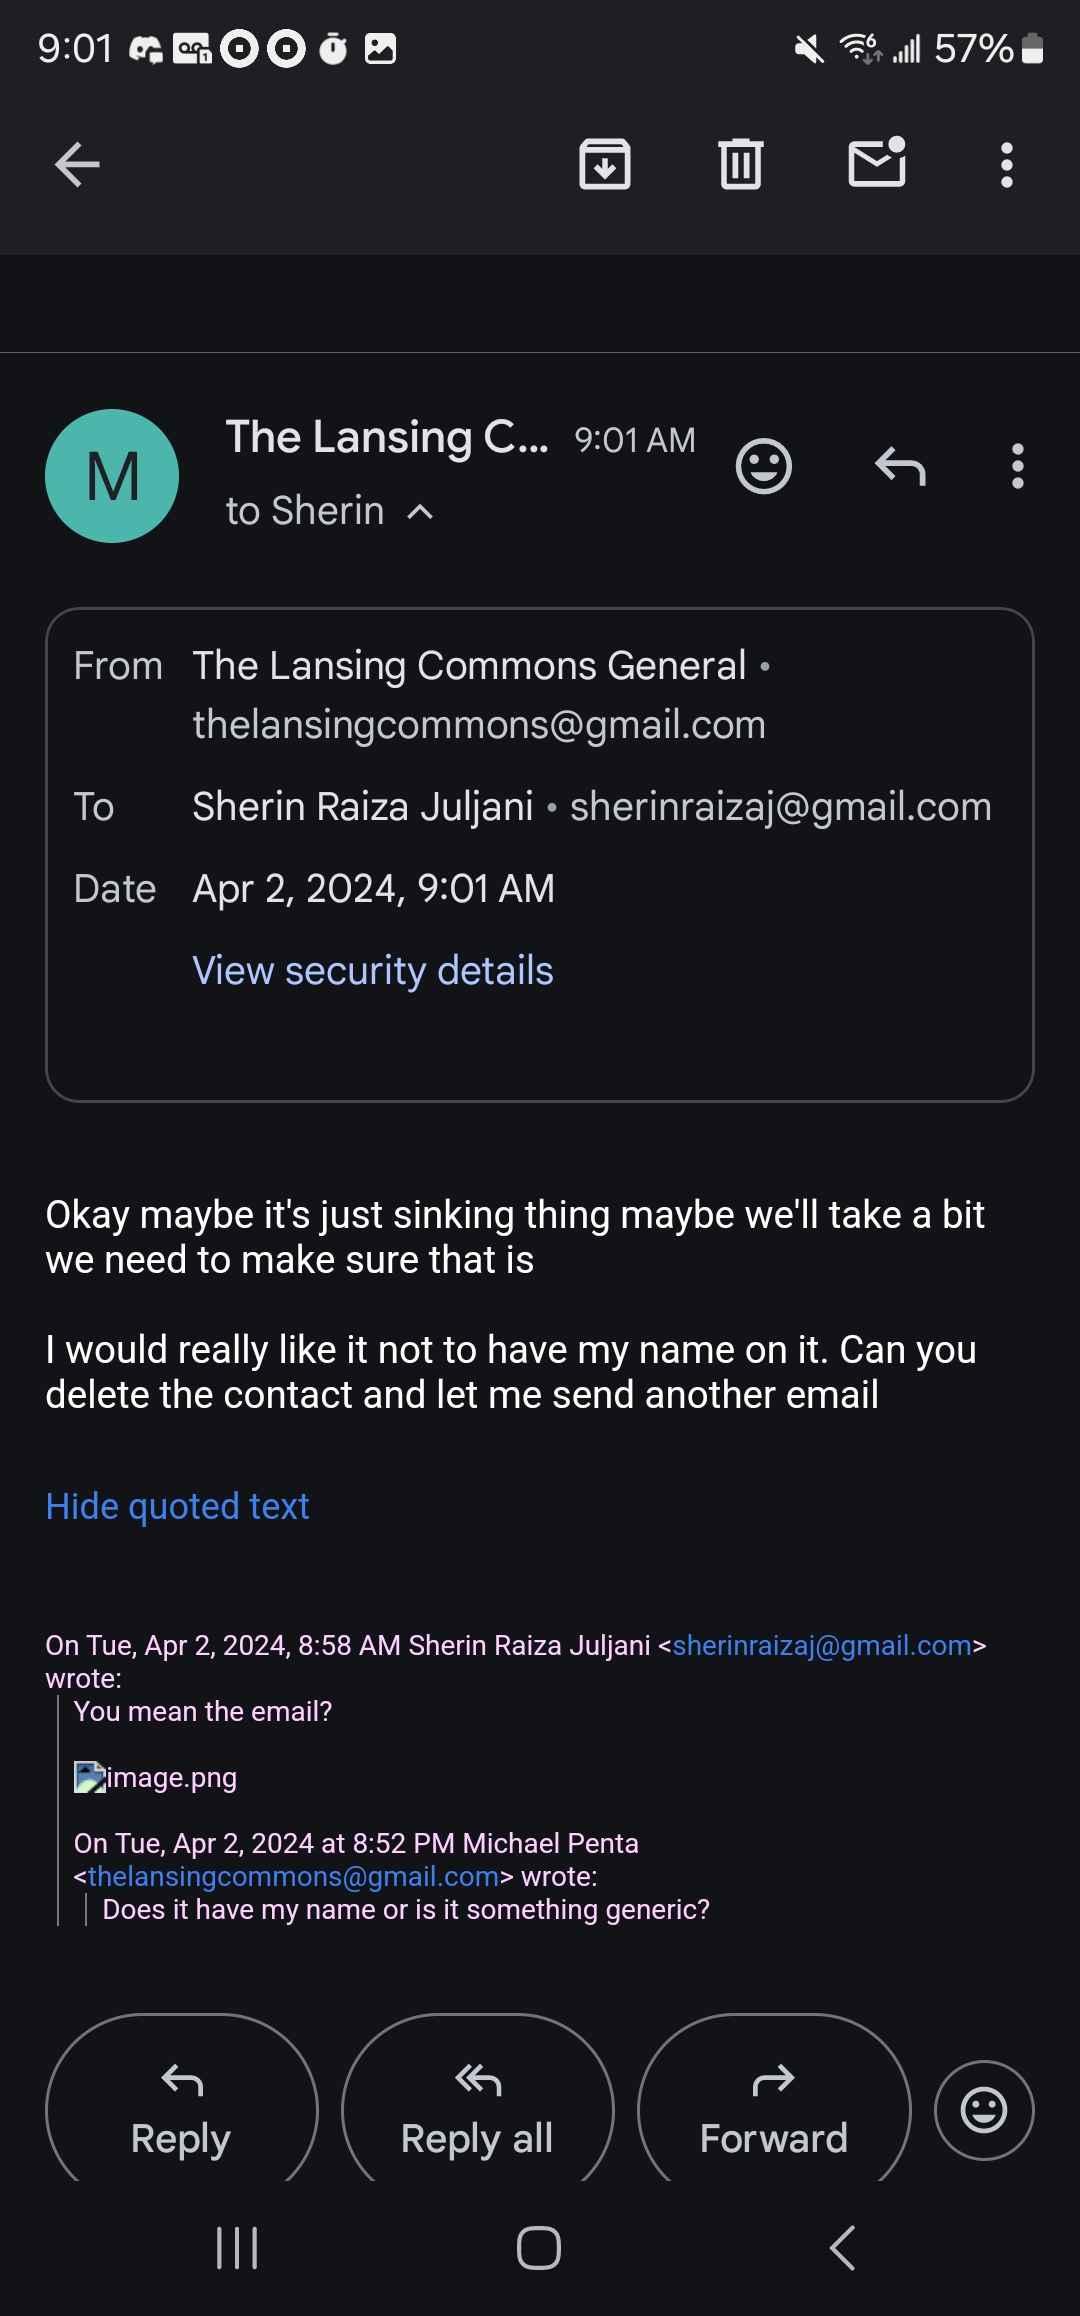 9:01 57%
M
The Lansing C... 9:01 AM
to Sherin
From The Lansing Commons General •
thelansingcommons@gmail.com
To Sherin Raiza Juljani • sherinraizaj@gmail.com
Date Apr 2, 2024, 9:01 AM
View security details
Okay maybe it's just sinking thing maybe we'll take a bit
we need to make sure that is
I would really like it not to have my name on it. Can you
delete the contact and let me send another email
Hide quoted text
On Tue, Apr 2, 2024, 8:58 AM Sherin Raiza Juljani <sherinraizaj@gmail.com>
wrote:
You mean the email?
image.png
On Tue, Apr 2, 2024 at 8:52 PM Michael Penta
<thelansingcommons@gmail.com> wrote:
Does it have my name or is it something generic?
Reply Reply all Forward